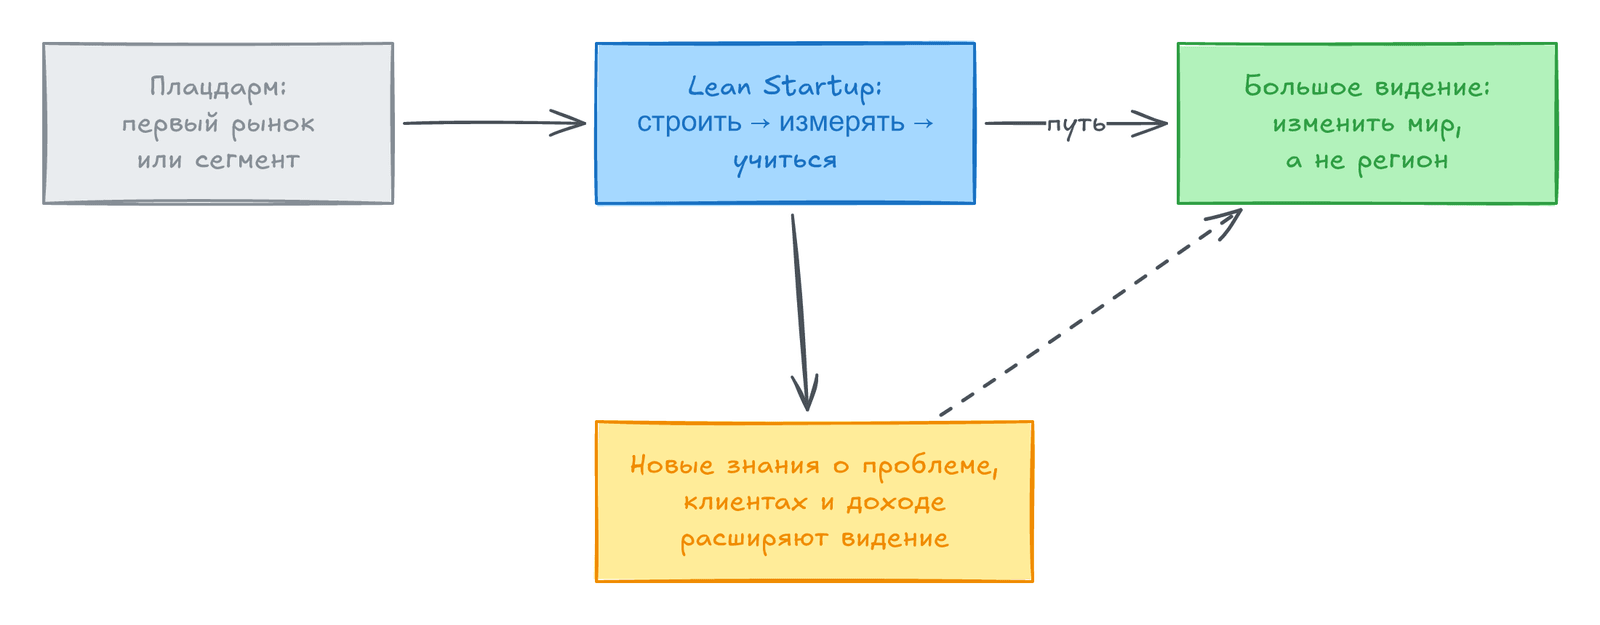 Плацдарм:
первый рынок
или сегмент
Lean Startup:
строить → измерять →
учиться
путь
Большое видение:
изменить мир,
а не регион
Новые знания о проблеме,
клиентах и доходе
расширяют видение